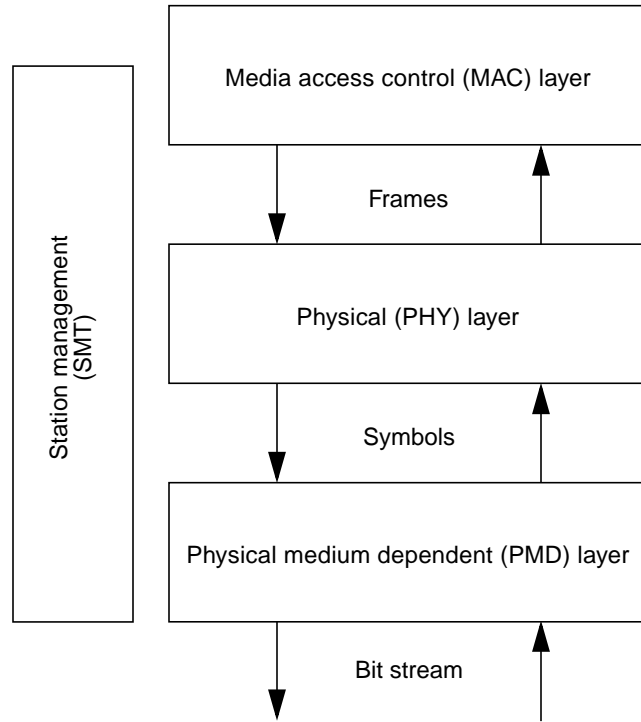 Media access control (MAC) layer
Frames
Station management
(SMT)
Physical (PHY) layer
Symbols
Physical medium dependent (PMD) layer
Bit stream